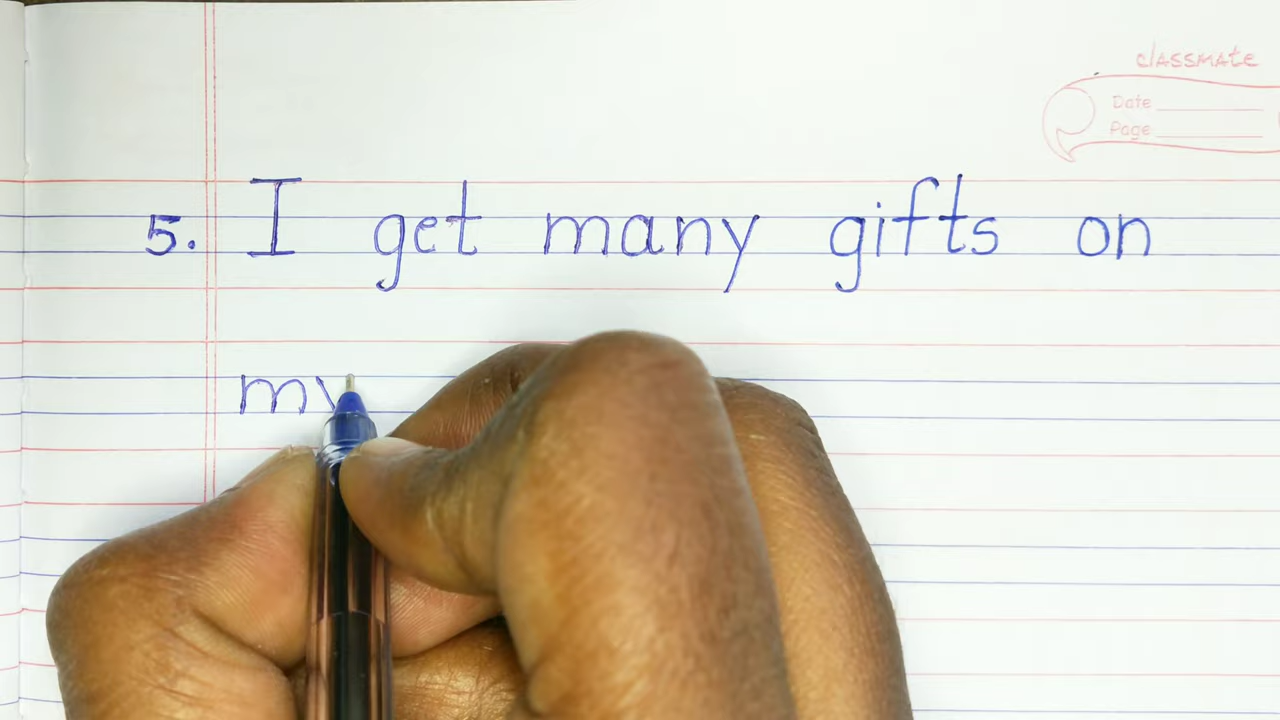 classmate
Date
Page
5. I get many gifts on
my